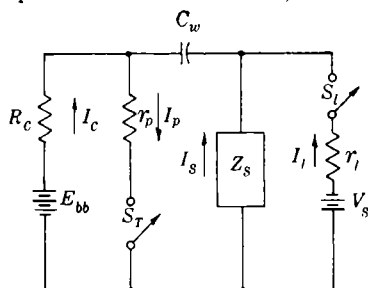 C_w
R_c
I_c
r_p
I_p
S_l
I_s
Z_s
I_l
r_l
E_bb
S_T
V_s